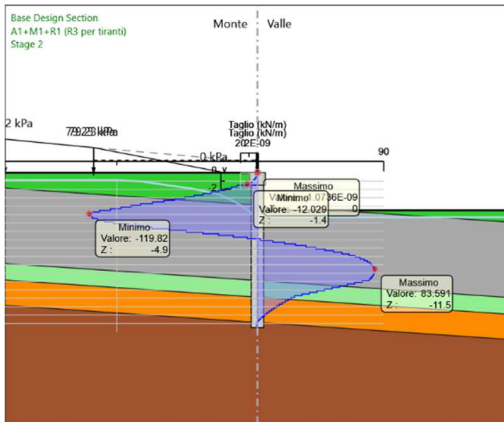 Base Design Section
A1+M1+R1 (R3 per tiranti)
Stage 2
Monte
Valle
Taglio (kN/m)
Taglio (kN/m)
2 kPa
0 kPa
90
-2
Massimo
0
Minimo
Valore: -12.029
Z :
-1.4
Minimo
Valore: -119.82
Z :
-4.9
Massimo
Valore: 83.591
Z :
-11.5